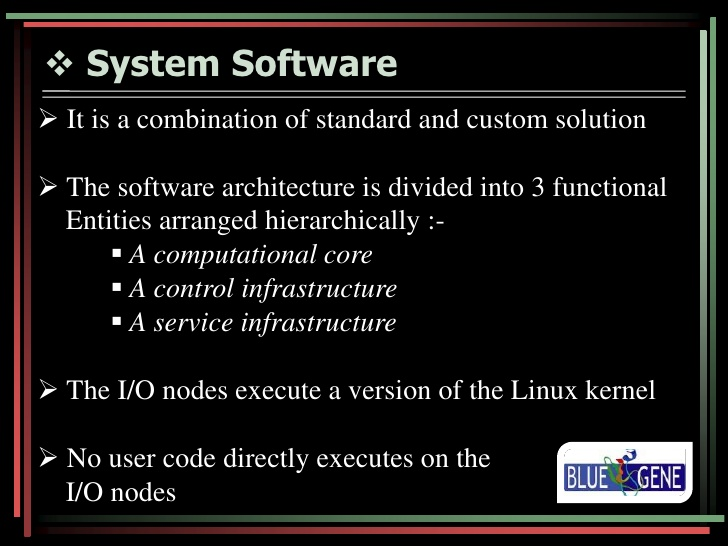 ❖ System Software
➢ It is a combination of standard and custom solution
➢ The software architecture is divided into 3 functional
Entities arranged hierarchically :-
▪ A computational core
▪ A control infrastructure
▪ A service infrastructure
➢ The I/O nodes execute a version of the Linux kernel
➢ No user code directly executes on the
I/O nodes
BLUE GENE